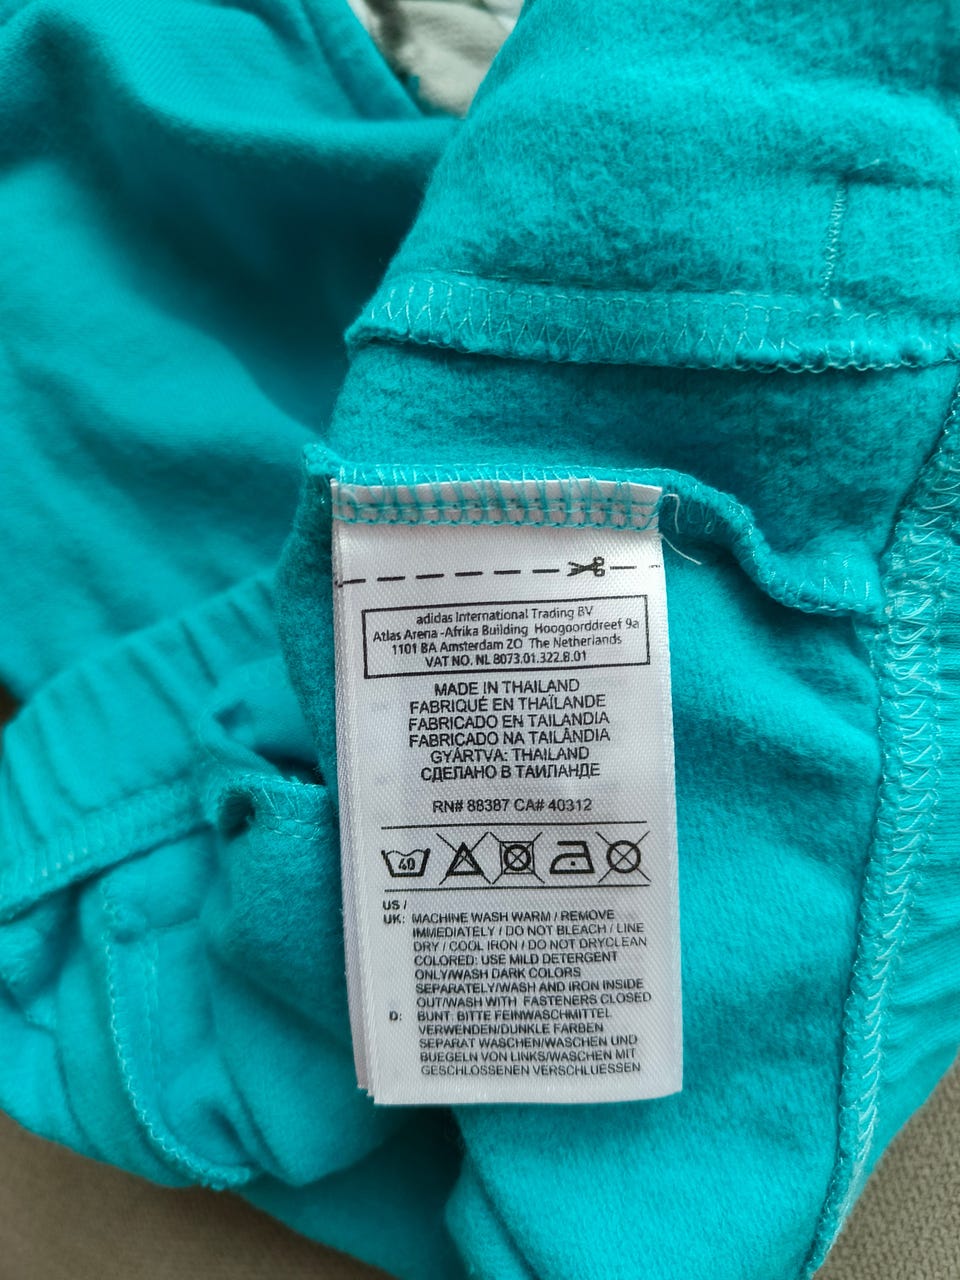 adidas International Trading BV
Atlas Arena -Afrika Building Hoogoorddreef 9a
1101 BA Amsterdam ZO The Netherlands
VAT NO. NL 8073.01.322.B.01
MADE IN THAILAND
FABRIQUÉ EN THAÏLANDE
FABRICADO EN TAILANDIA
FABRICADO NA TAILÂNDIA
GYÁRTVA: THAILAND
СДЕЛАНО В ТАИЛАНДЕ
RN# 88387 CA# 40312
40
US /
UK: MACHINE WASH WARM / REMOVE
IMMEDIATELY / DO NOT BLEACH / LINE
DRY / COOL IRON / DO NOT DRYCLEAN
COLORED: USE MILD DETERGENT
ONLY/WASH DARK COLORS
SEPARATELY/WASH AND IRON INSIDE
OUT/WASH WITH FASTENERS CLOSED
D: BUNT: BITTE FEINWASCHMITTEL
VERWENDEN/DUNKLE FARBEN
SEPARAT WASCHEN/WASCHEN UND
BUEGELN VON LINKS/WASCHEN MIT
GESCHLOSSENEN VERSCHLUESSEN